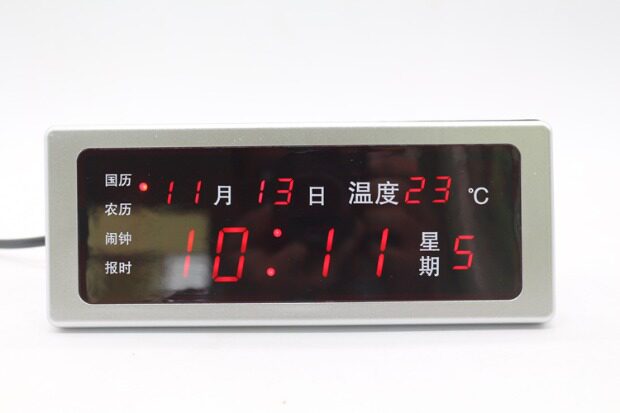 国历 11月13日 温度23℃
农历
闹钟 10:11 星期5
报时